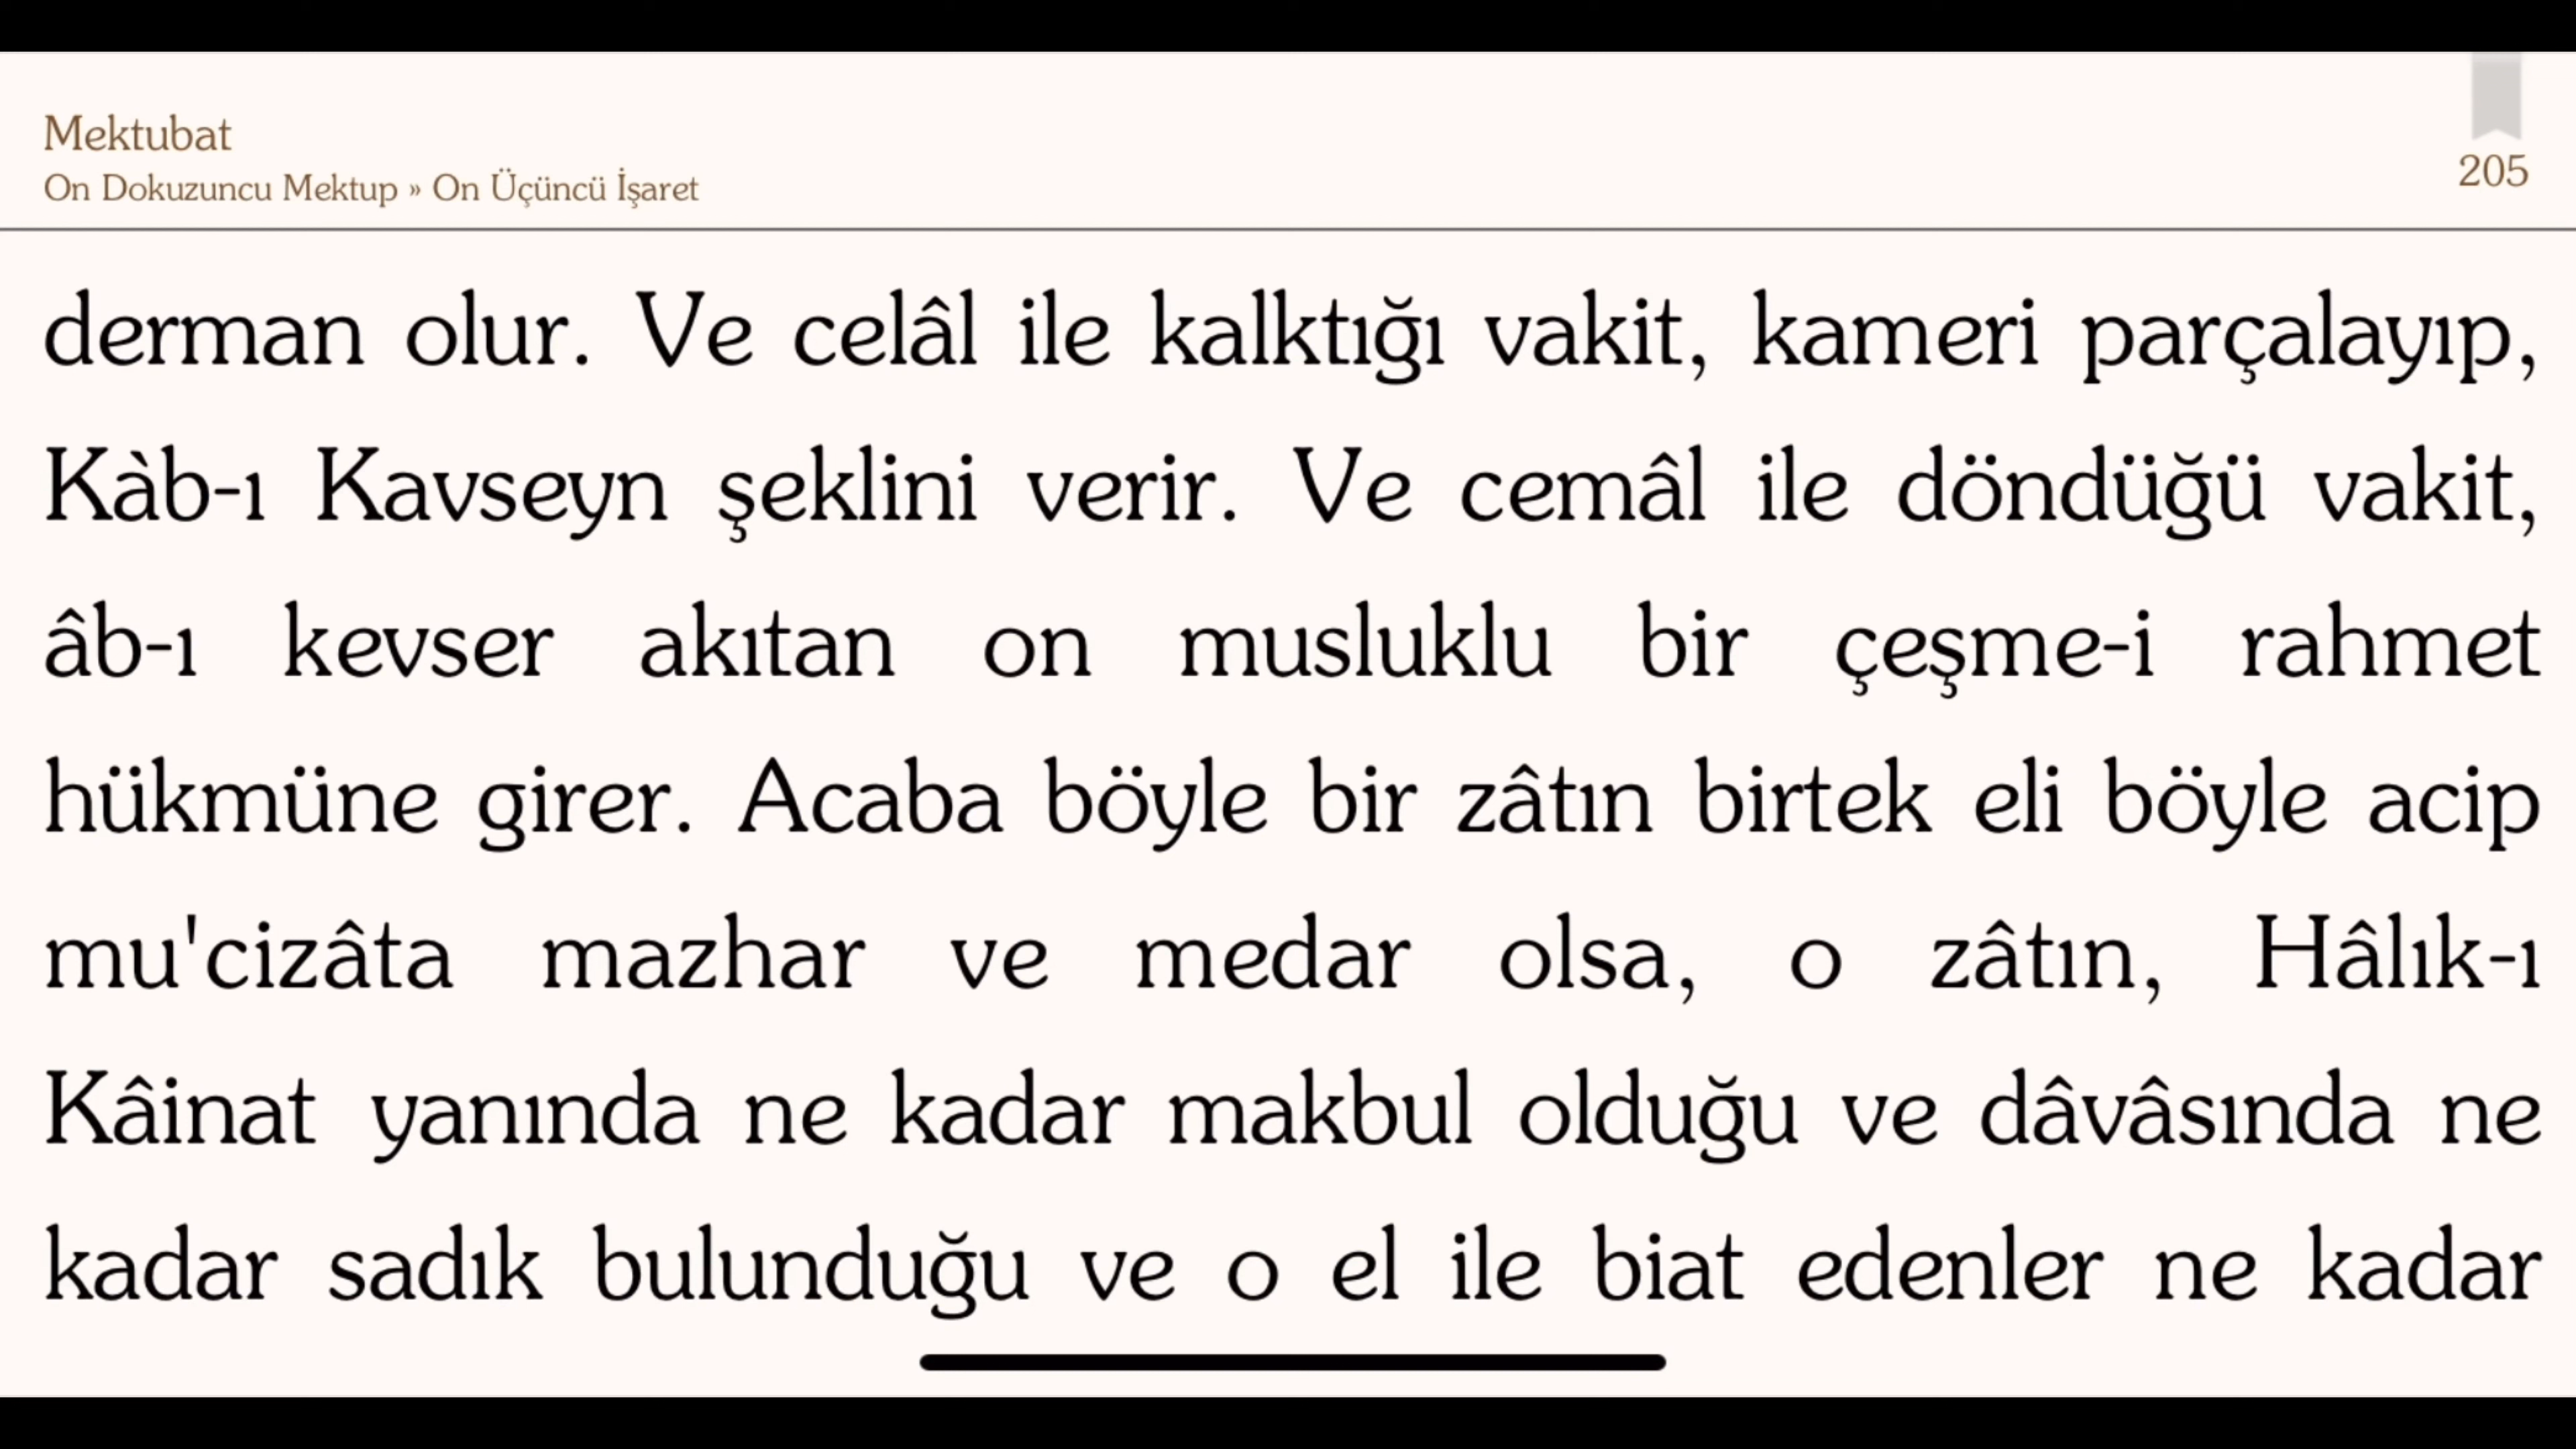 Mektubat
On Dokuzuncu Mektup » On Üçüncü İşaret
205
derman olur. Ve celâl ile kalktığı vakit, kameri parçalayıp,
Kàb-ı Kavseyn şeklini verir. Ve cemâl ile döndüğü vakit,
âb-ı kevser akıtan on musluklu bir çeşme-i rahmet
hükmüne girer. Acaba böyle bir zâtın birtek eli böyle acip
mu'cizâta mazhar ve medar olsa, o zâtın, Hâlık-ı
Kâinat yanında ne kadar makbul olduğu ve dâvâsında ne
kadar sadık bulunduğu ve o el ile biat edenler ne kadar